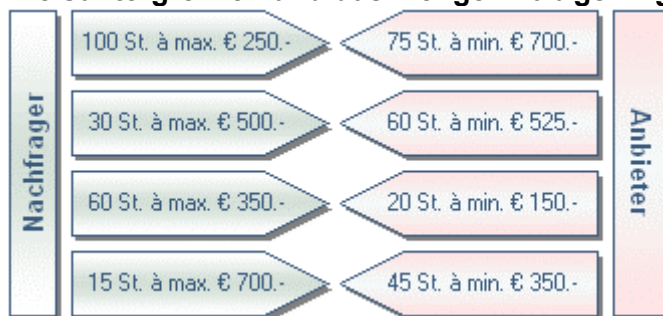 100 St. à max. € 250.-
75 St. à min. € 700.-
30 St. à max. € 500.-
60 St. à min. € 525.-
60 St. à max. € 350.-
20 St. à min. € 150.-
15 St. à max. € 700.-
45 St. à min. € 350.-
Nachfrager
Anbieter